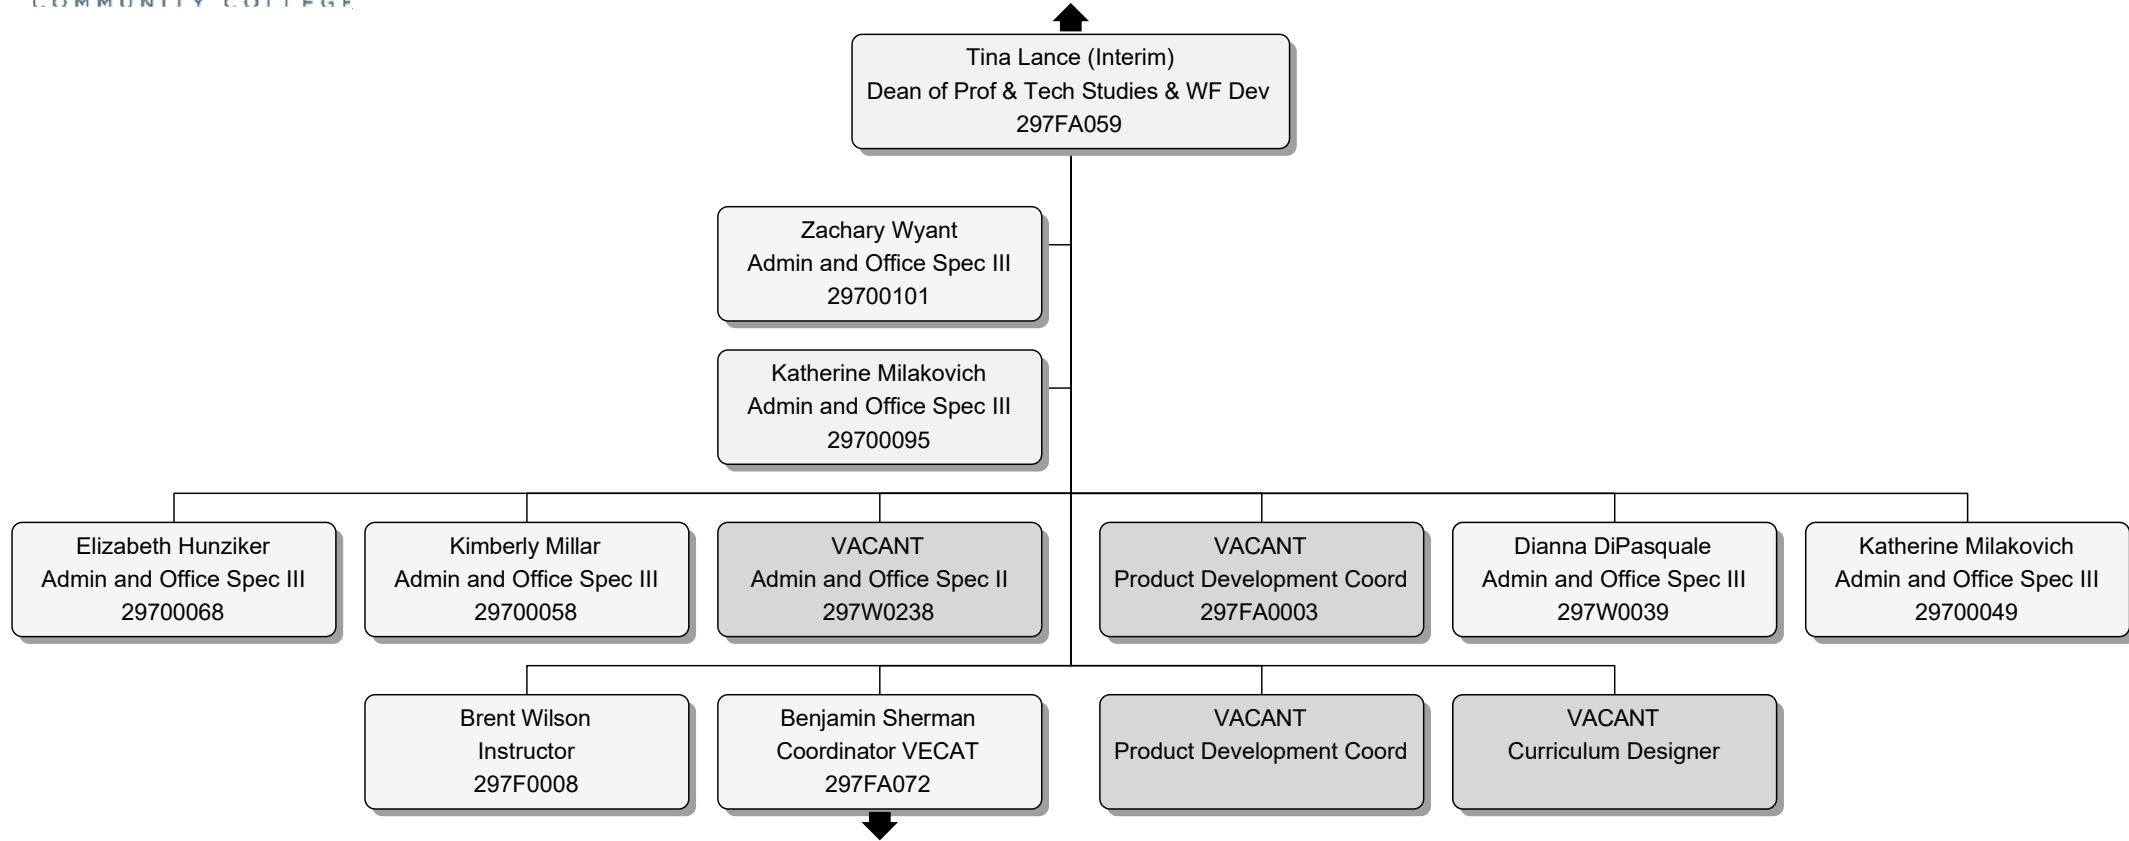 COMMUNITY COLLEGE
Tina Lance (Interim)
Dean of Prof & Tech Studies & WF Dev
297FA059
Zachary Wyant
Admin and Office Spec III
29700101
Katherine Milakovich
Admin and Office Spec III
29700095
Elizabeth Hunziker
Admin and Office Spec III
29700068
Kimberly Millar
Admin and Office Spec III
29700058
VACANT
Admin and Office Spec II
297W0238
VACANT
Product Development Coord
297FA0003
Dianna DiPasquale
Admin and Office Spec III
297W0039
Katherine Milakovich
Admin and Office Spec III
29700049
Brent Wilson
Instructor
297F0008
Benjamin Sherman
Coordinator VECAT
297FA072
VACANT
Product Development Coord
VACANT
Curriculum Designer